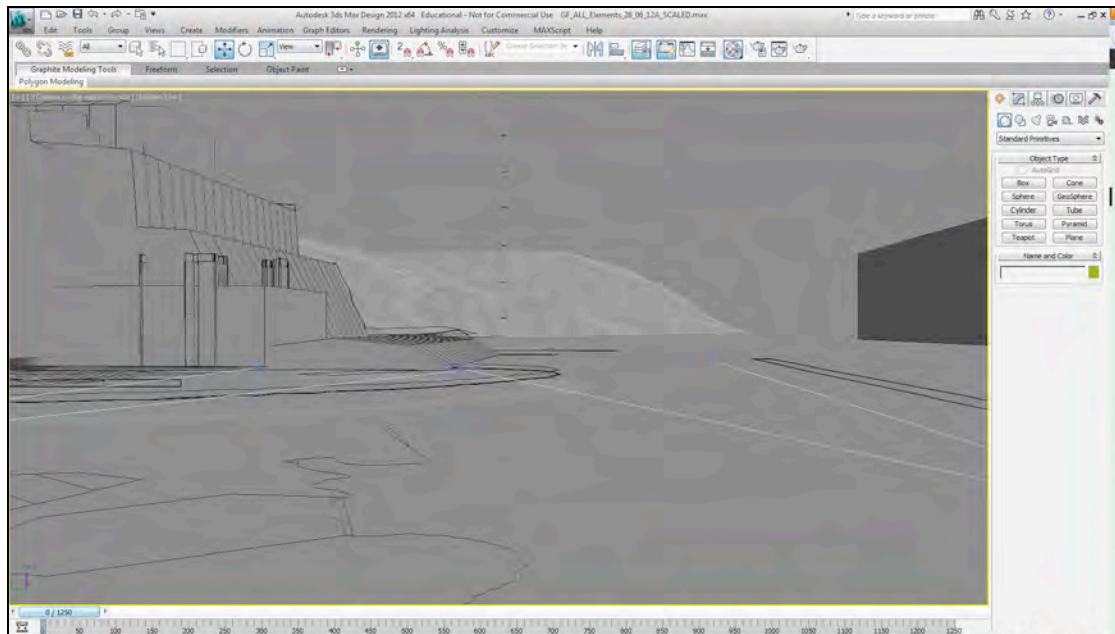 Autodesk 3ds Max Design 2012 x64 Educational - Not for Commercial Use GF_ALL_Elements_28_06_12A_SCALED.max
Type a keyword or phrase
Edit Tools Group Views Create Modifiers Animation Graph Editors Rendering Lighting Analysis Customize MAXScript Help
All View
Graphite Modeling Tools Freeform Selection Object Paint
Polygon Modeling
Standard Primitives
Object Type
AutoGrid
Box Cone
Sphere GeoSphere
Cylinder Tube
Torus Pyramid
Teapot Plane
Name and Color
0 / 1250
50 100 150 200 250 300 350 400 450 500 550 600 650 700 750 800 850 900 950 1000 1050 1100 1150 1200 1250